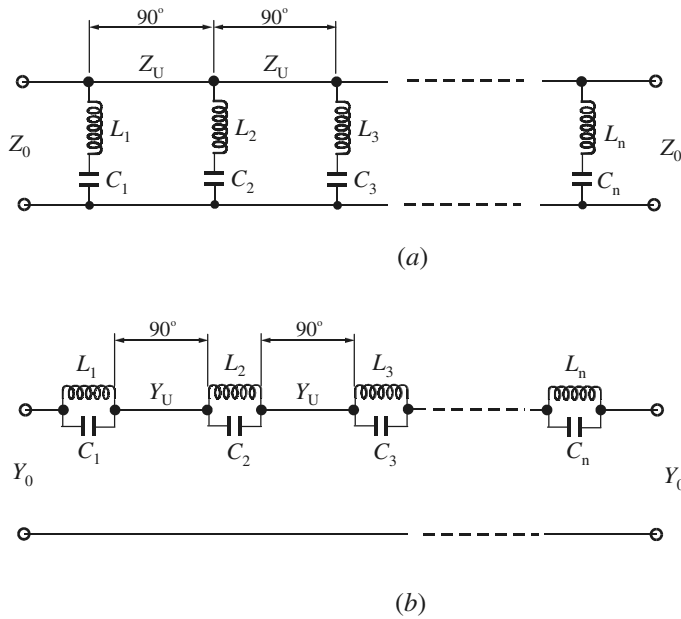 90° 90°
Z_U Z_U
L_1 L_2 L_3 L_n
Z_0 Z_0
C_1 C_2 C_3 C_n
(a)
90° 90°
L_1 L_2 L_3 L_n
Y_U Y_U
C_1 C_2 C_3 C_n
Y_0 Y_0
(b)